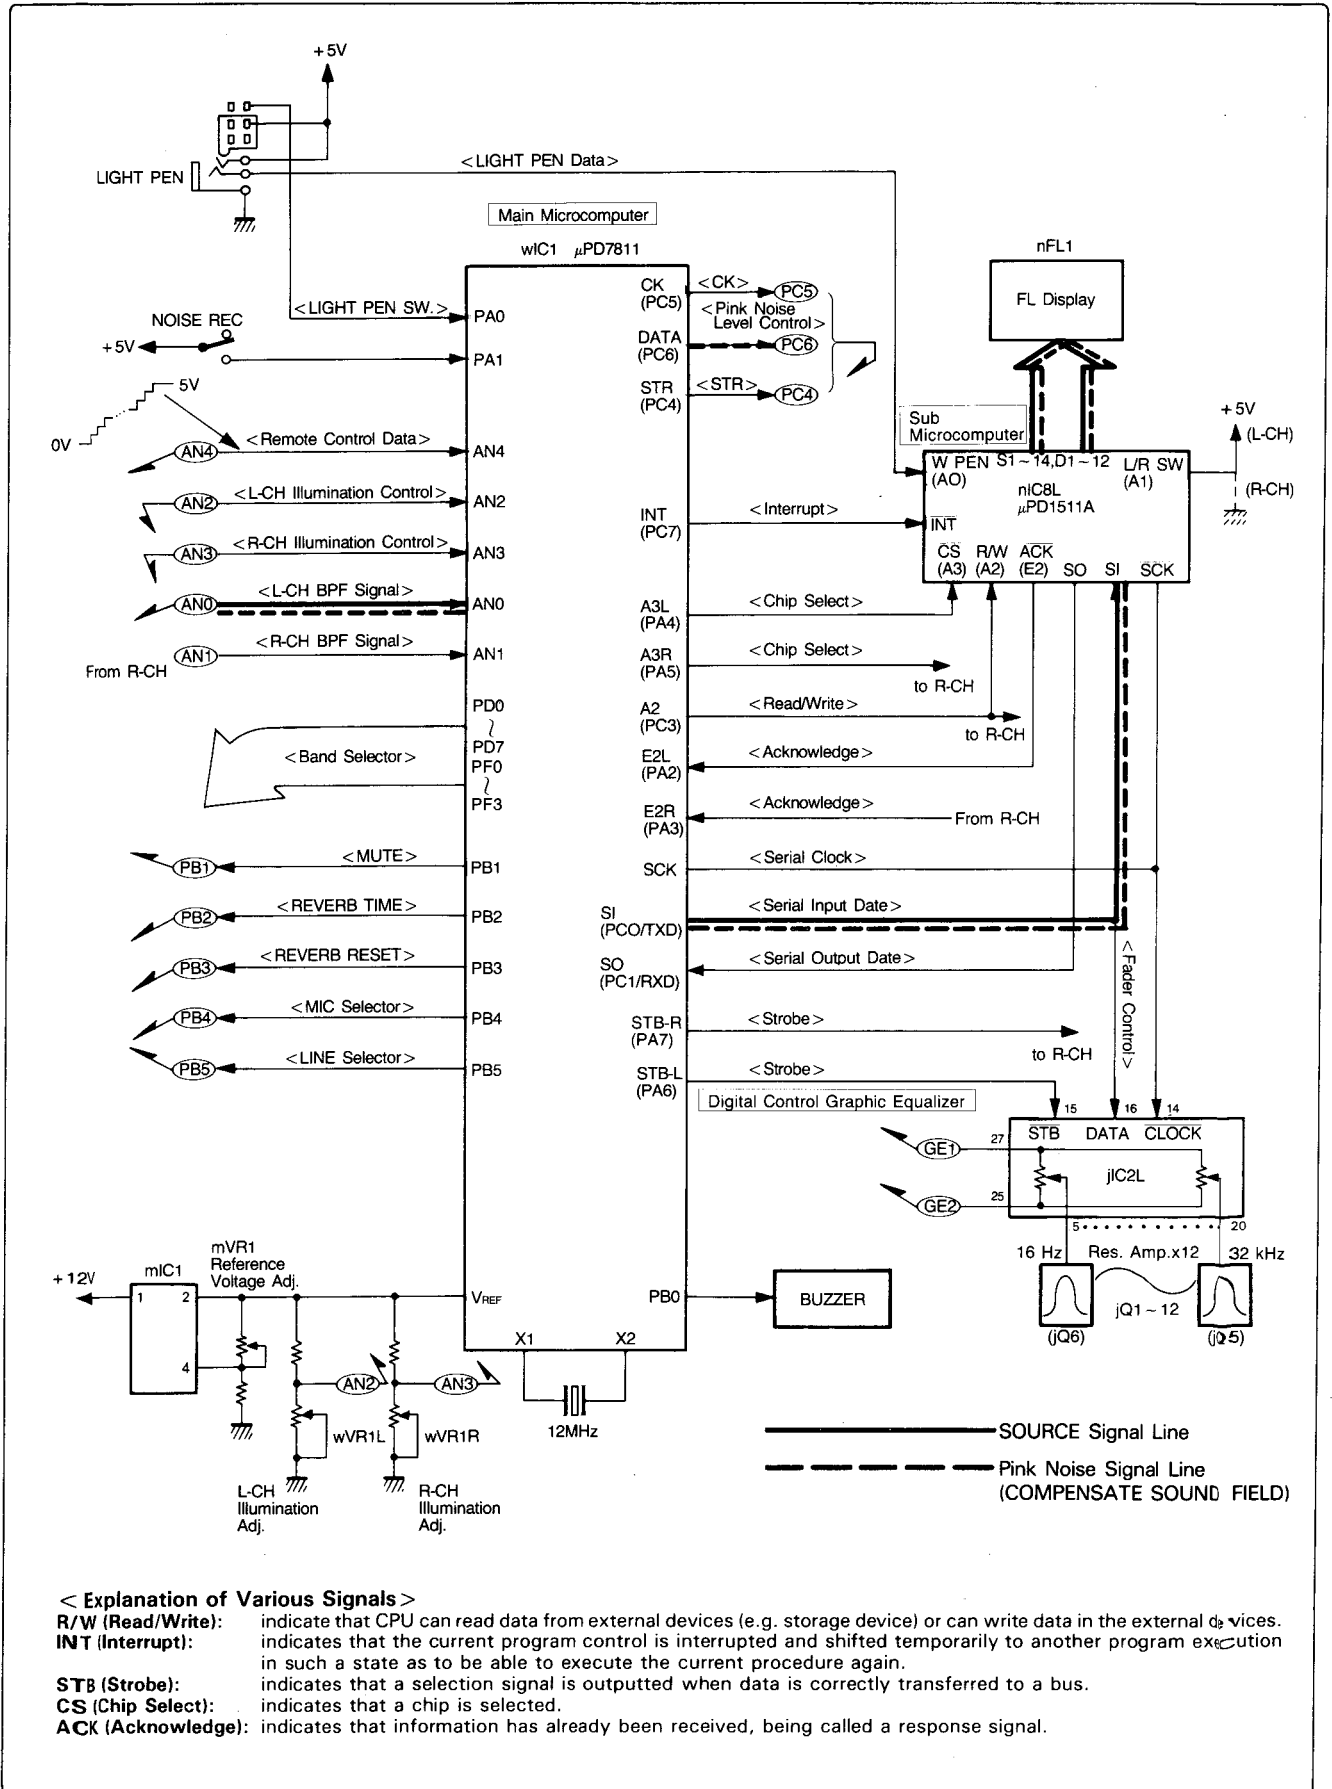 +5V
LIGHT PEN
<LIGHT PEN Data>
Main Microcomputer
wIC1 μPD7811
nFL1
FL Display
<LIGHT PEN SW.>
PA0
NOISE REC
+5V
PA1
5V
0V
<Remote Control Data>
AN4
AN4
<L-CH Illumination Control>
AN2
AN2
<R-CH Illumination Control>
AN3
AN3
<L-CH BPF Signal>
AN0
AN0
<R-CH BPF Signal>
AN1
AN1
From R-CH
PD0
PD7
PF0
PF3
<Band Selector>
<MUTE>
PB1
PB1
<REVERB TIME>
PB2
PB2
<REVERB RESET>
PB3
PB3
<MIC Selector>
PB4
PB4
<LINE Selector>
PB5
PB5
CK
(PC5)
<CK>
PC5
DATA
(PC6)
<Pink Noise
Level Control>
PC6
STR
(PC4)
<STR>
PC4
Sub
Microcomputer
+5V
(L-CH)
(R-CH)
W PEN
(AO)
S1~14,D1~12
L/R SW
(A1)
nIC8L
μPD1511A
INT
CS
(A3)
R/W
(A2)
ACK
(E2)
SO
SI
SCK
INT
(PC7)
<Interrupt>
A3L
(PA4)
<Chip Select>
A3R
(PA5)
<Chip Select>
to R-CH
A2
(PC3)
<Read/Write>
to R-CH
E2L
(PA2)
<Acknowledge>
E2R
(PA3)
<Acknowledge>
From R-CH
SCK
<Serial Clock>
SI
(PCO/TXD)
<Serial Input Date>
SO
(PC1/RXD)
<Serial Output Date>
<Fader Control>
STB-R
(PA7)
<Strobe>
to R-CH
STB-L
(PA6)
<Strobe>
Digital Control Graphic Equalizer
15
16
14
STB
DATA
CLOCK
27
GE1
jIC2L
25
GE2
5
20
16 Hz
Res. Amp.x12
32 kHz
jQ1~12
(jQ6)
(jQ5)
+12V
mIC1
1
2
4
mVR1
Reference
Voltage Adj.
VREF
PB0
BUZZER
X1
X2
12MHz
AN2
AN3
wVR1L
wVR1R
L-CH
Illumination
Adj.
R-CH
Illumination
Adj.
SOURCE Signal Line
Pink Noise Signal Line
(COMPENSATE SOUND FIELD)
<Explanation of Various Signals>
R/W (Read/Write): indicate that CPU can read data from external devices (e.g. storage device) or can write data in the external devices.
INT (Interrupt): indicates that the current program control is interrupted and shifted temporarily to another program execution
in such a state as to be able to execute the current procedure again.
STB (Strobe): indicates that a selection signal is outputted when data is correctly transferred to a bus.
CS (Chip Select): indicates that a chip is selected.
ACK (Acknowledge): indicates that information has already been received, being called a response signal.